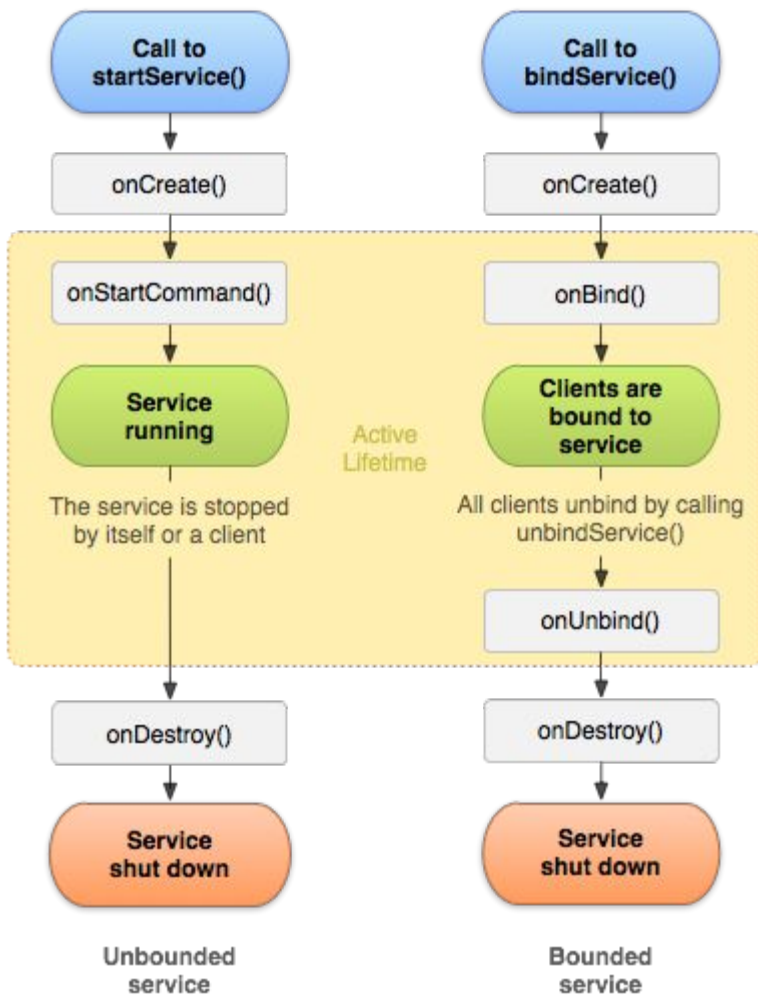 Call to
startService()
onCreate()
onStartCommand()
Service
running
The service is stopped
by itself or a client
onDestroy()
Service
shut down
Unbounded
service
Active
Lifetime
Call to
bindService()
onCreate()
onBind()
Clients are
bound to
service
All clients unbind by calling
unbindService()
onUnbind()
onDestroy()
Service
shut down
Bounded
service